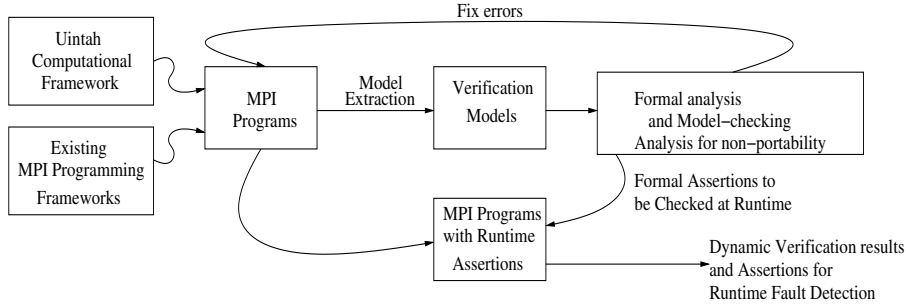 Fix errors
Uintah
Computational
Framework
Existing
MPI Programming
Frameworks
MPI
Programs
Model
Extraction
Verification
Models
Formal analysis
and Model-checking
Analysis for non-portability
Formal Assertions to
be Checked at Runtime
MPI Programs
with Runtime
Assertions
Dynamic Verification results
and Assertions for
Runtime Fault Detection